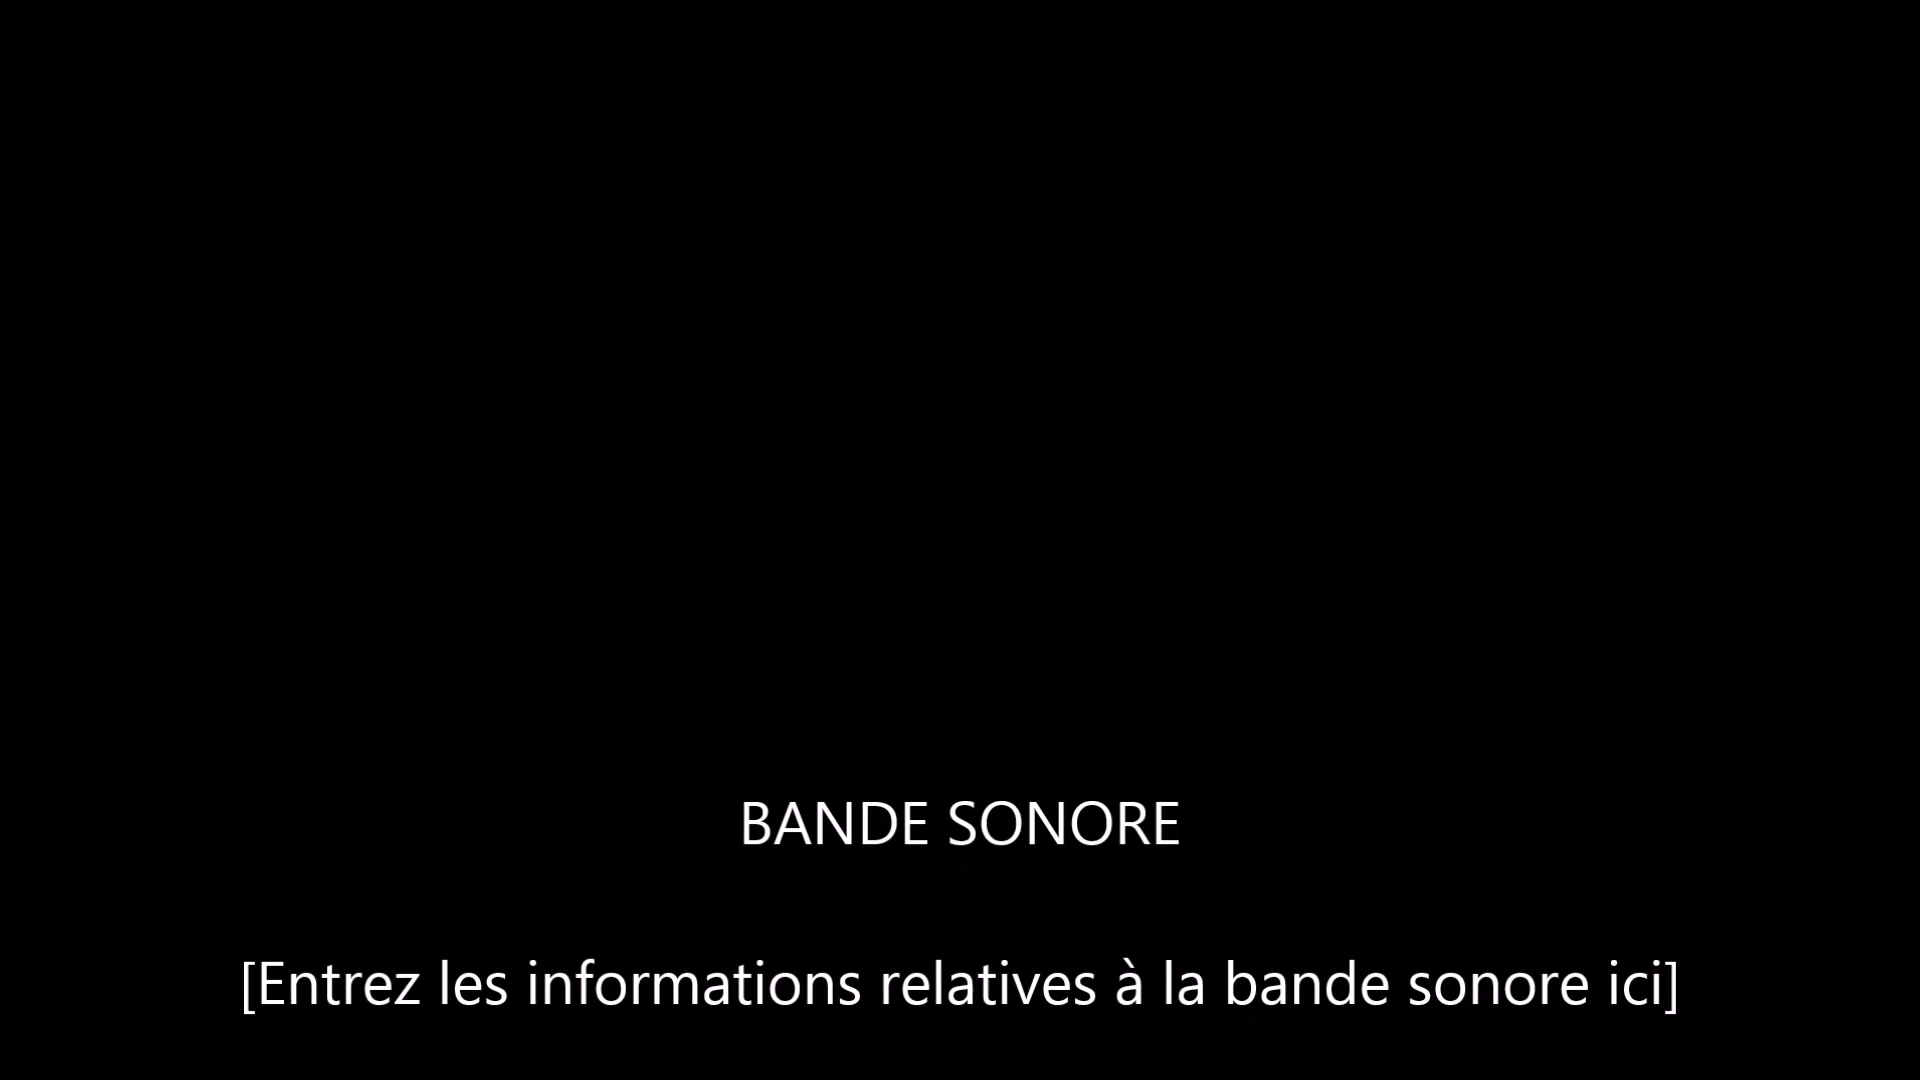 BANDE SONORE
[Entrez les informations relatives à la bande sonore ici]